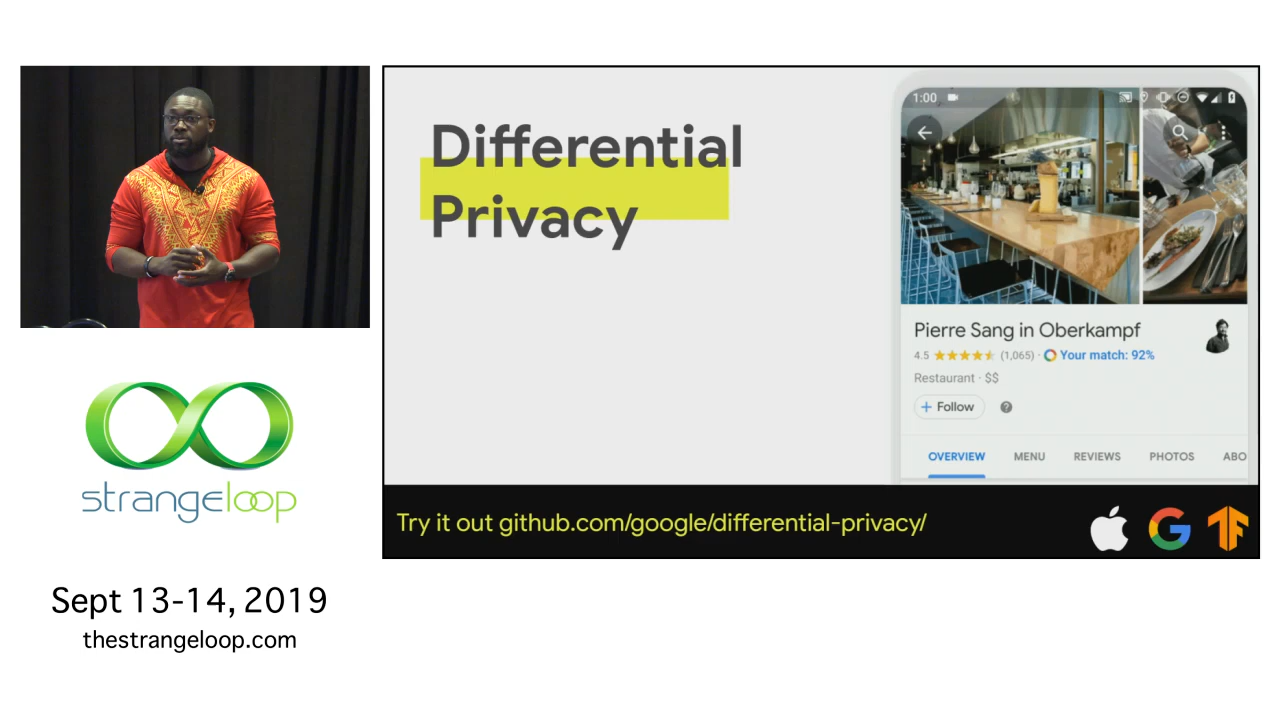 Differential
Privacy
1:00
Pierre Sang in Oberkampf
4.5 (1,065) · Your match: 92%
Restaurant · $$
+ Follow ?
OVERVIEW MENU REVIEWS PHOTOS ABO
Try it out github.com/google/differential-privacy/
strangeloop
Sept 13-14, 2019
thestrangeloop.com